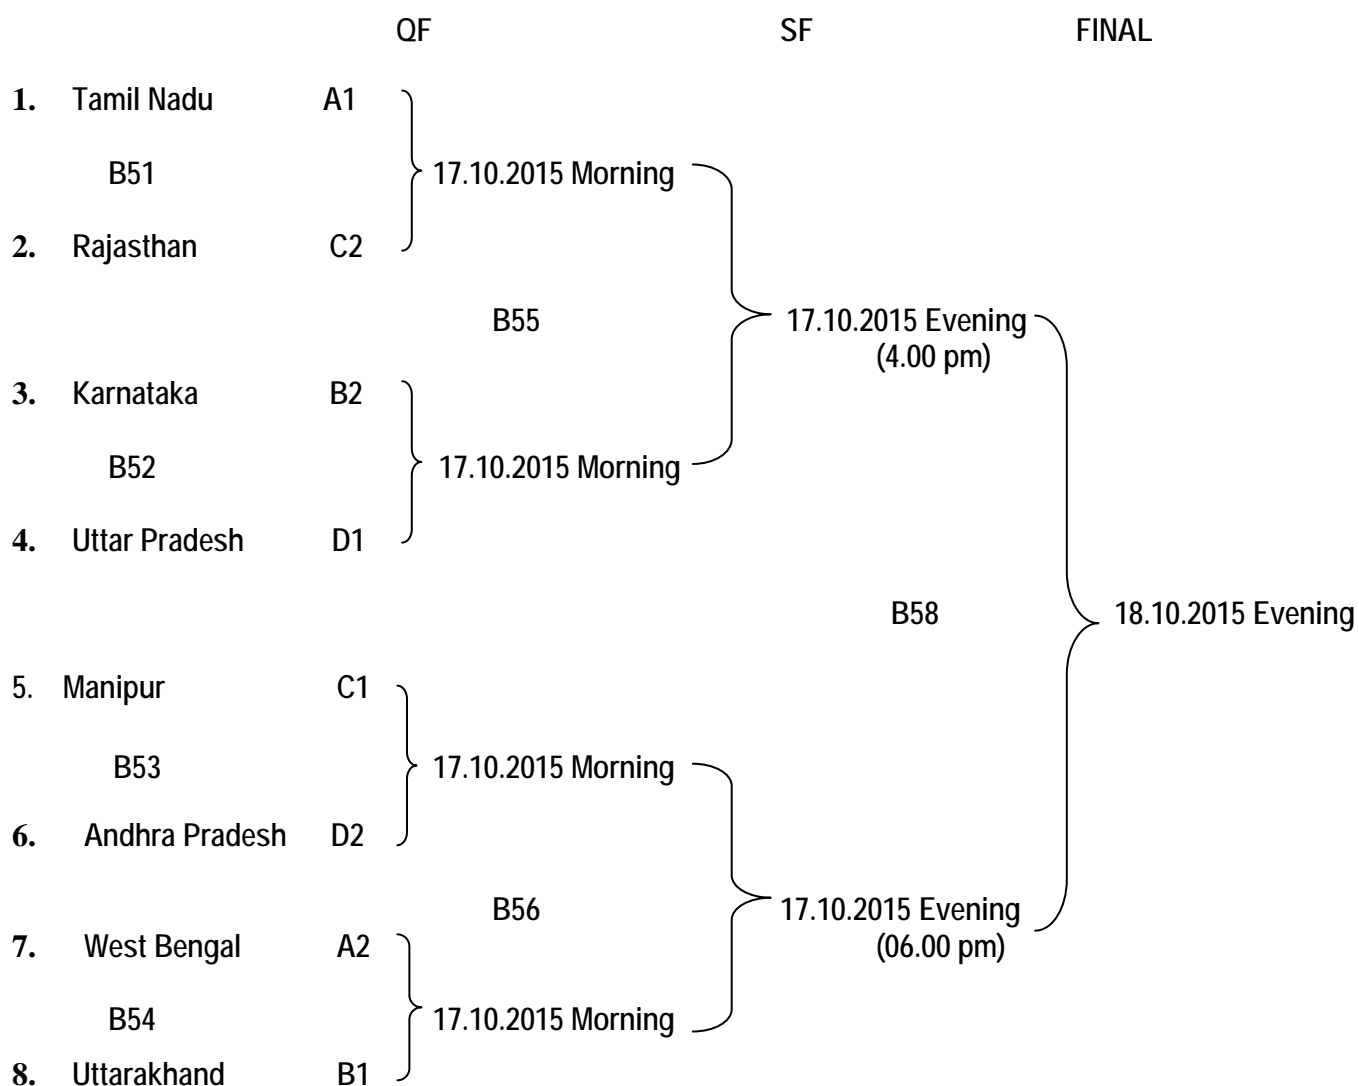 QF SF FINAL
1. Tamil Nadu A1
B51 17.10.2015 Morning
2. Rajasthan C2
B55 17.10.2015 Evening
(4.00 pm)
3. Karnataka B2
B52 17.10.2015 Morning
4. Uttar Pradesh D1
B58 18.10.2015 Evening
5. Manipur C1
B53 17.10.2015 Morning
6. Andhra Pradesh D2
B56 17.10.2015 Evening
7. West Bengal A2 (06.00 pm)
B54 17.10.2015 Morning
8. Uttarakhand B1